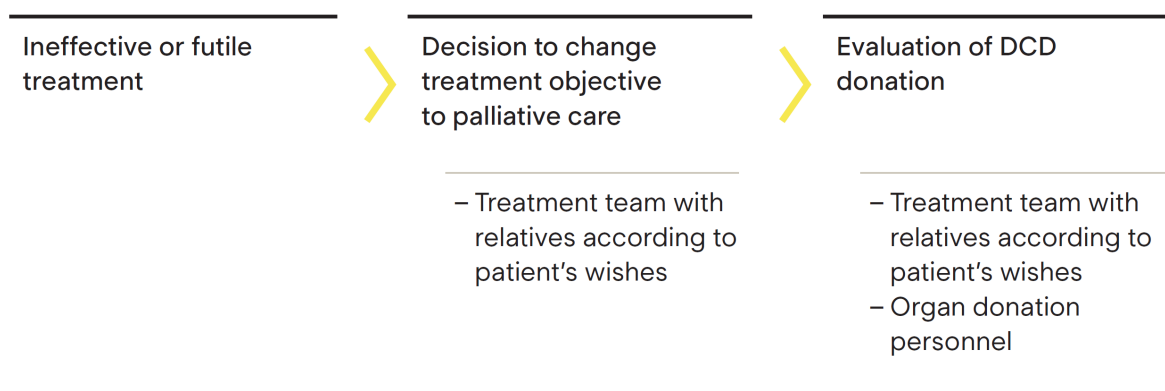 Ineffective or futile
treatment
Decision to change
treatment objective
to palliative care
– Treatment team with
relatives according to
patient’s wishes
Evaluation of DCD
donation
– Treatment team with
relatives according to
patient’s wishes
– Organ donation
personnel